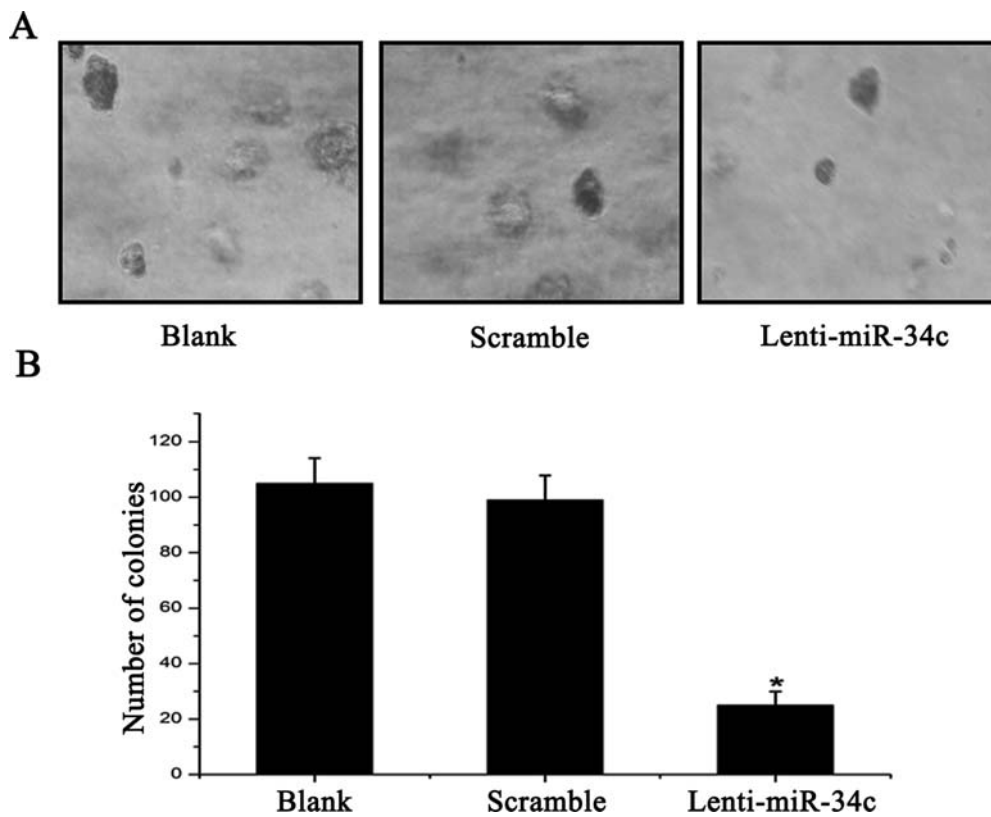 A
Blank Scramble Lenti-miR-34c
B
Number of colonies
120
100
80
60
40
20
0
*
Blank Scramble Lenti-miR-34c